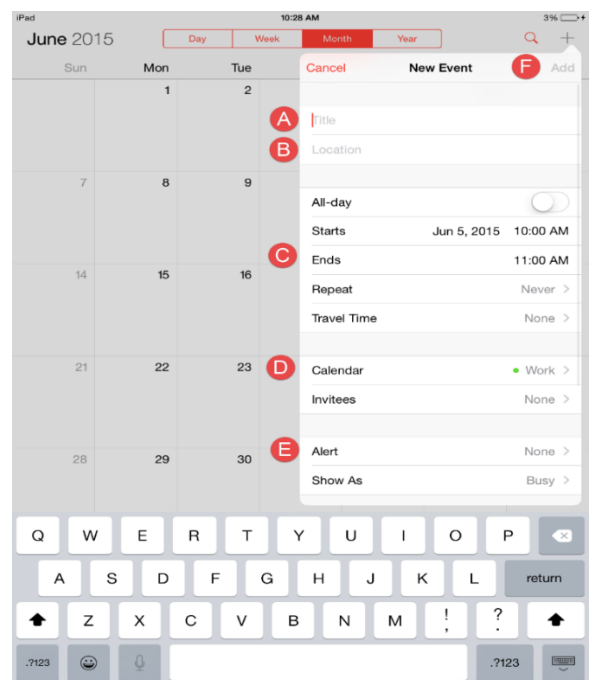 iPad 10:28 AM 3%
June 2015 Day Week Month Year
Sun Mon Tue
Cancel New Event F Add
1 2
A Title
B Location
7 8 9
All-day
Starts Jun 5, 2015 10:00 AM
C Ends 11:00 AM
14 15 16
Repeat Never >
Travel Time None >
21 22 23
D Calendar Work >
Invitees None >
28 29 30
E Alert None >
Show As Busy >
Q W E R T Y U I O P
A S D F G H J K L return
Z X C V B N M ! , ? .
.?123 .?123